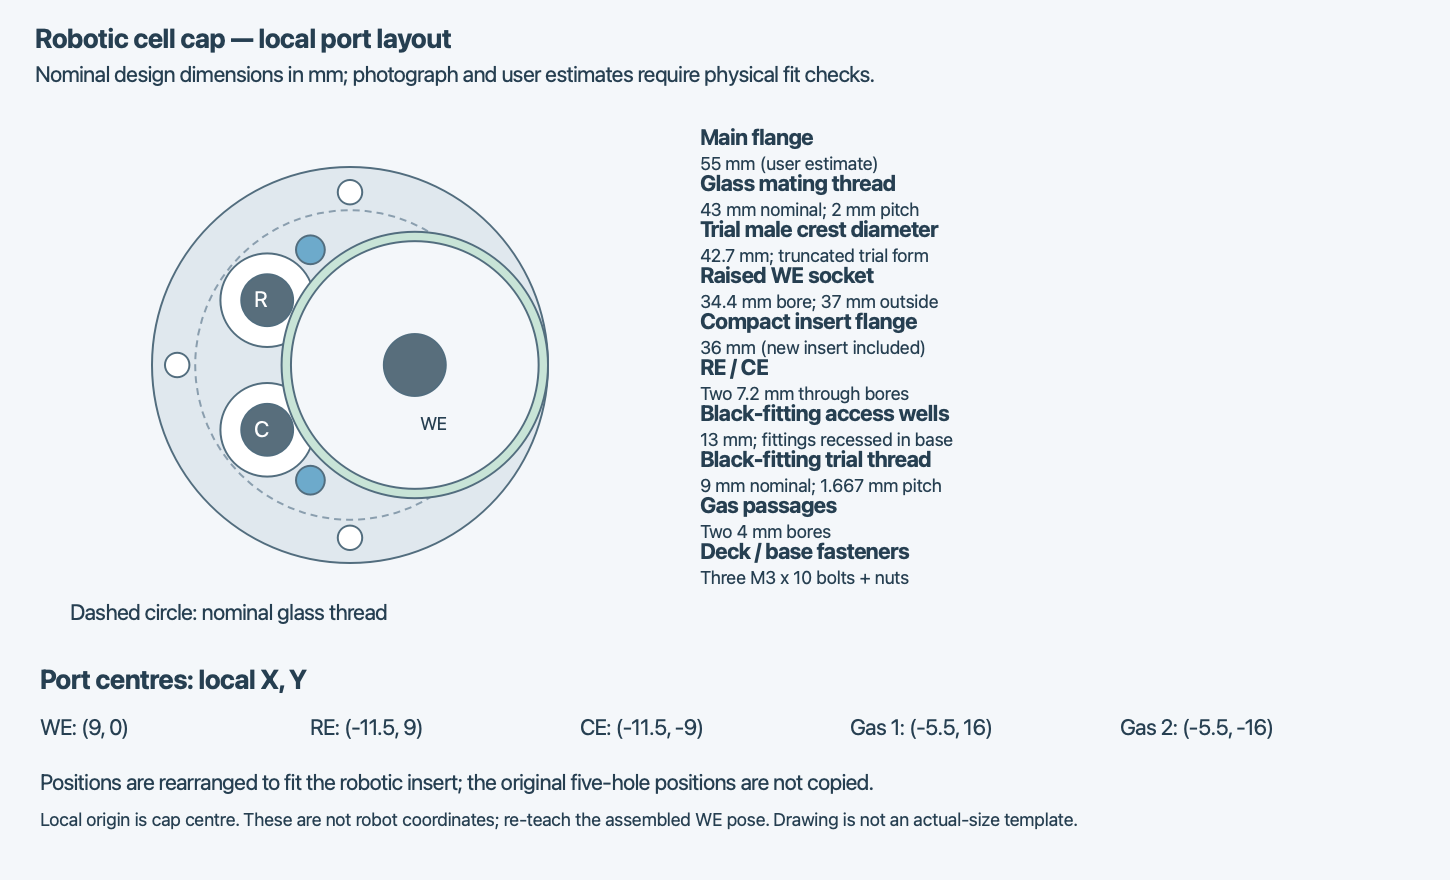 Robotic cell cap — local port layout
Nominal design dimensions in mm; photograph and user estimates require physical fit checks.
R
C
WE
Dashed circle: nominal glass thread
Main flange
55 mm (user estimate)
Glass mating thread
43 mm nominal; 2 mm pitch
Trial male crest diameter
42.7 mm; truncated trial form
Raised WE socket
34.4 mm bore; 37 mm outside
Compact insert flange
36 mm (new insert included)
RE / CE
Two 7.2 mm through bores
Black-fitting access wells
13 mm; fittings recessed in base
Black-fitting trial thread
9 mm nominal; 1.667 mm pitch
Gas passages
Two 4 mm bores
Deck / base fasteners
Three M3 x 10 bolts + nuts
Port centres: local X, Y
WE: (9, 0)
RE: (-11.5, 9)
CE: (-11.5, -9)
Gas 1: (-5.5, 16)
Gas 2: (-5.5, -16)
Positions are rearranged to fit the robotic insert; the original five-hole positions are not copied.
Local origin is cap centre. These are not robot coordinates; re-teach the assembled WE pose. Drawing is not an actual-size template.